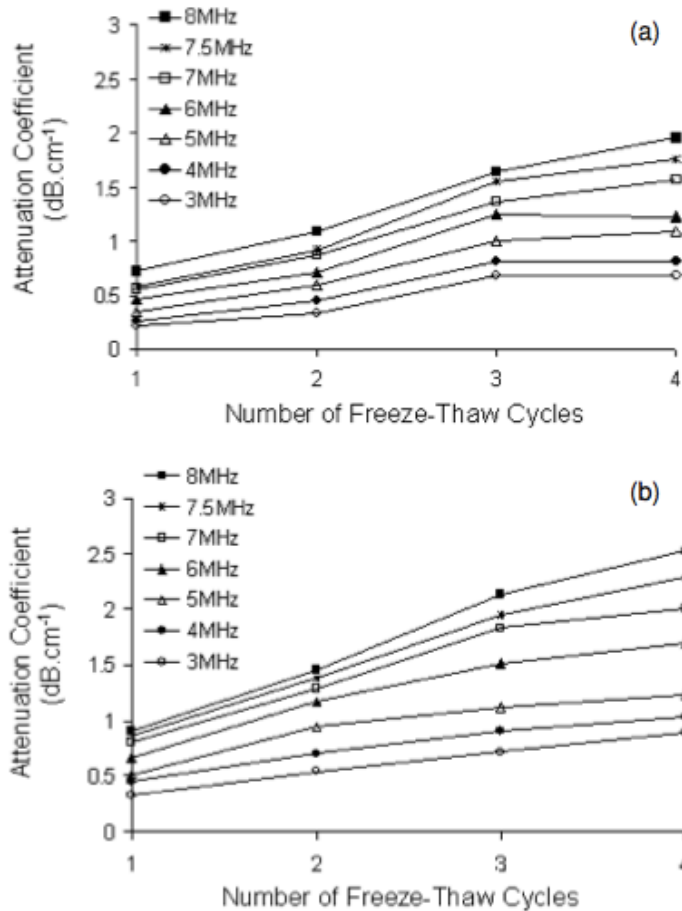 8MHz
7.5MHz
7MHz
6MHz
5MHz
4MHz
3MHz
(a)
3
2.5
2
1.5
1
0.5
0
Attenuation Coefficient
(dB.cm⁻¹)
1 2 3 4
Number of Freeze-Thaw Cycles
8MHz
7.5MHz
7MHz
6MHz
5MHz
4MHz
3MHz
(b)
3
2.5
2
1.5
1
0.5
0
Attenuation Coefficient
(dB.cm⁻¹)
1 2 3 4
Number of Freeze-Thaw Cycles